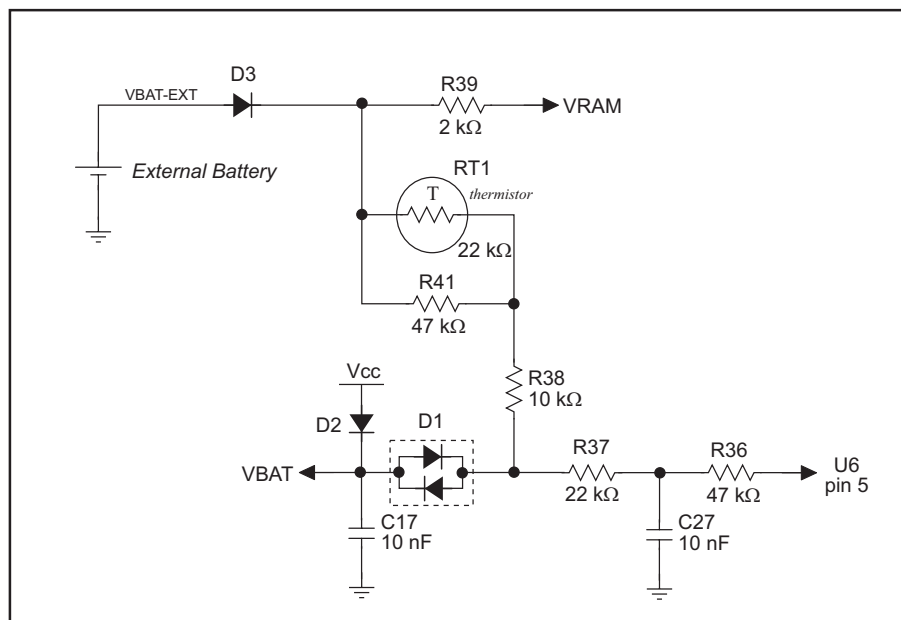 D3
VBAT-EXT
R39
2 kΩ
VRAM
External Battery
RT1
T
thermistor
22 kΩ
R41
47 kΩ
R38
10 kΩ
Vcc
D2
D1
VBAT
R37
22 kΩ
R36
47 kΩ
U6
pin 5
C17
10 nF
C27
10 nF